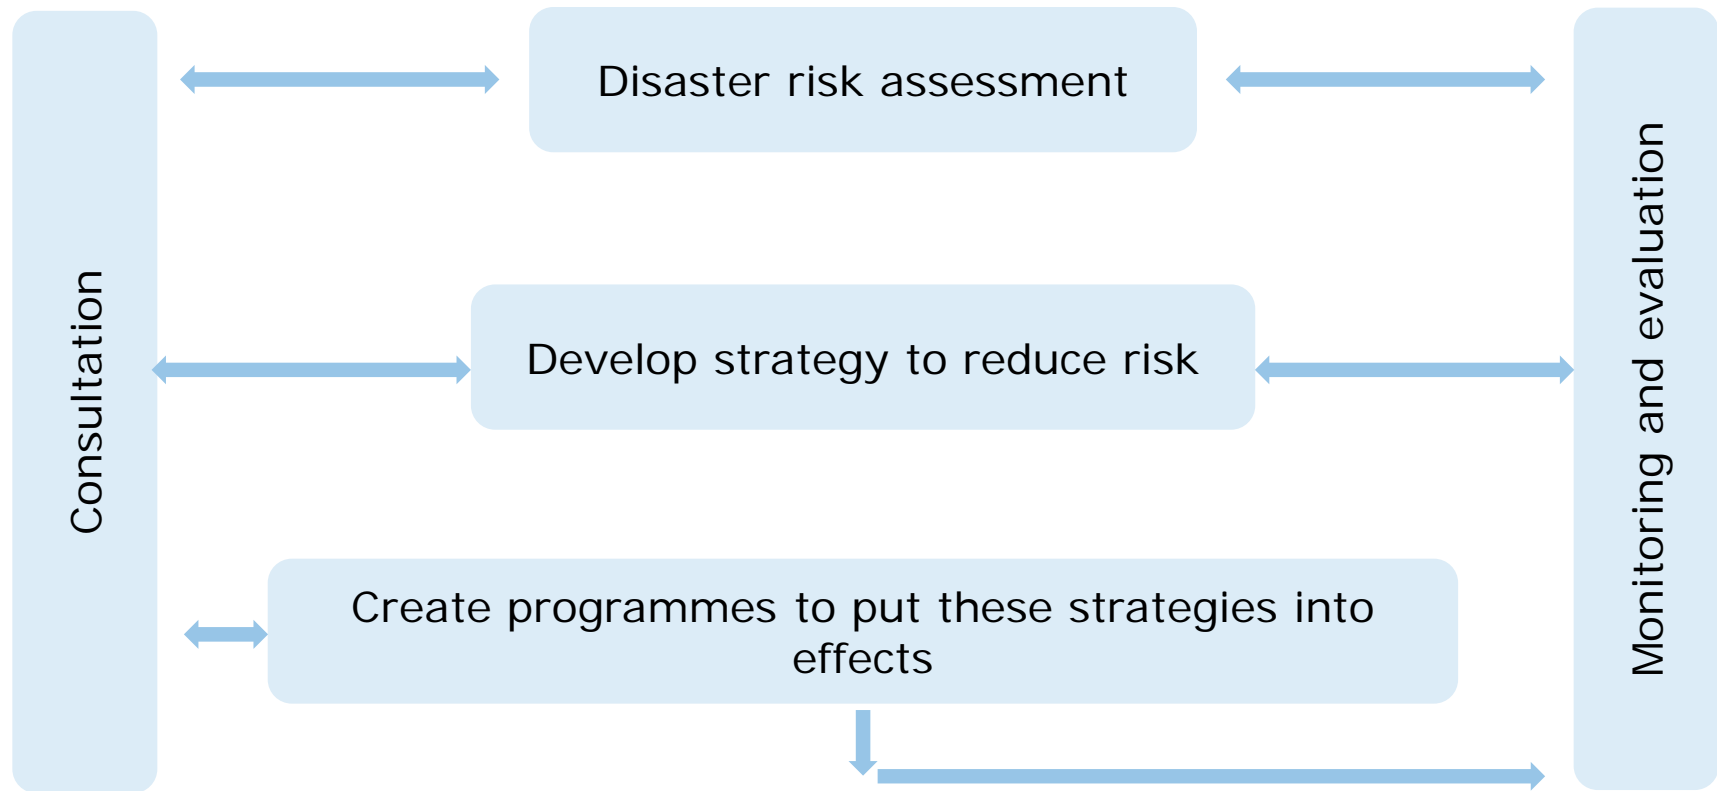 Consultation
Disaster risk assessment
Develop strategy to reduce risk
Create programmes to put these strategies into
effects
Monitoring and evaluation